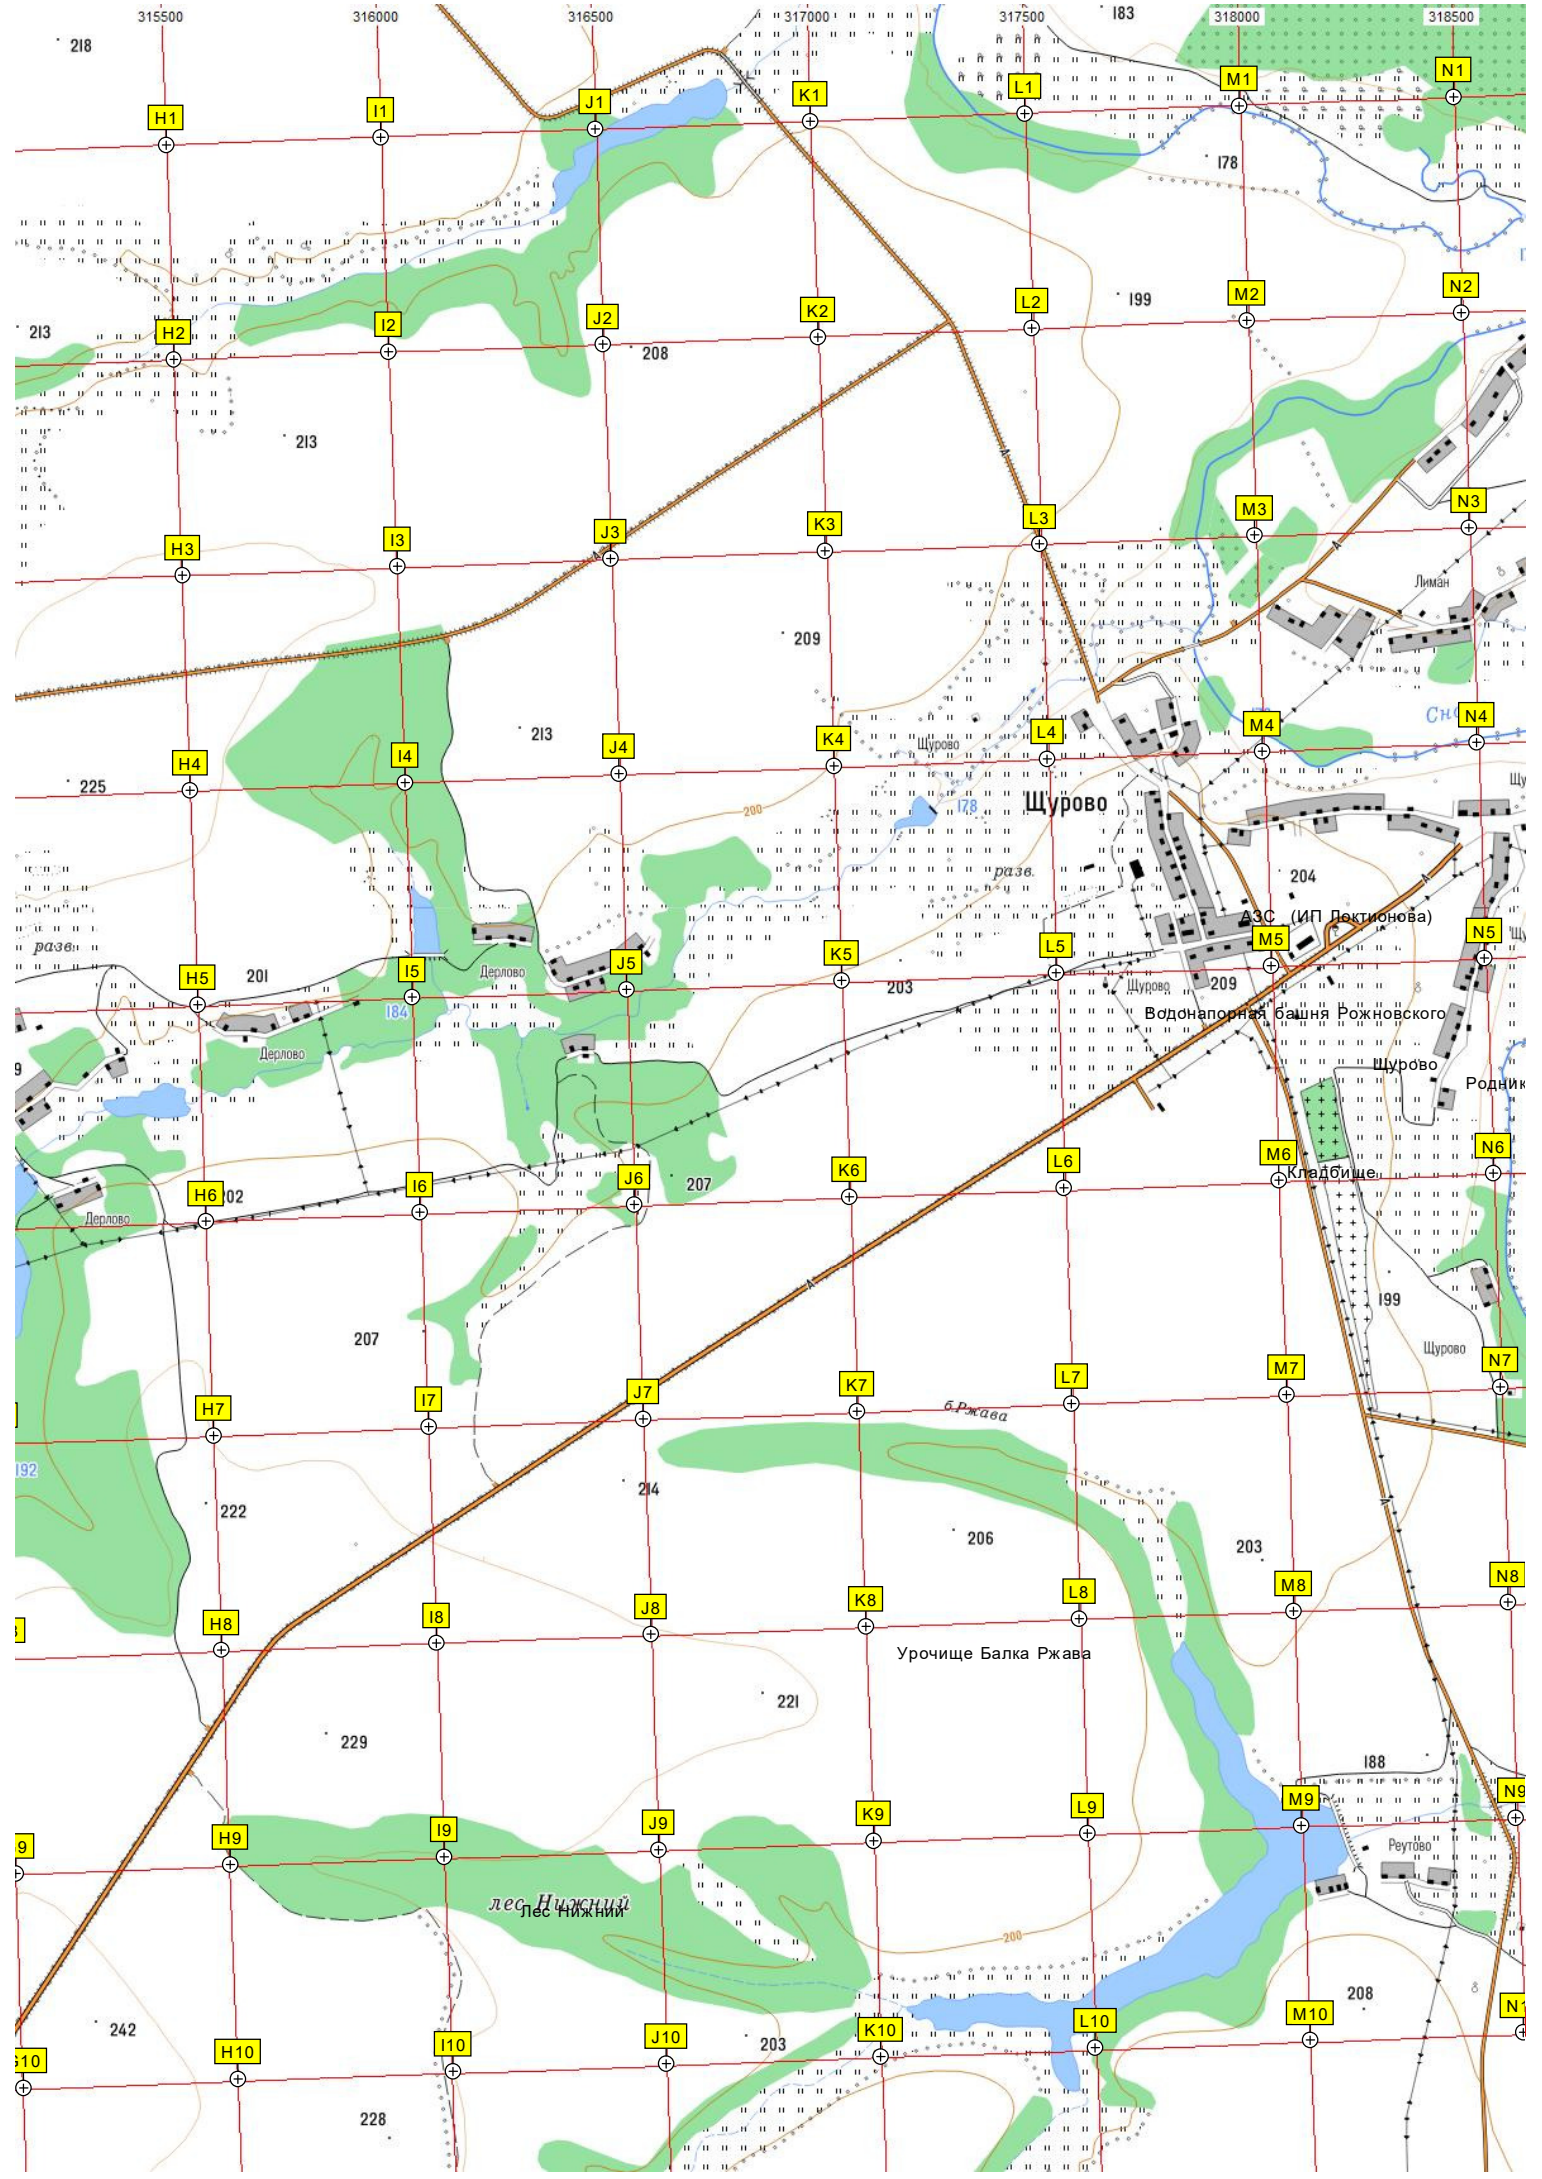 315500 316000 316500 317000 317500 318000 318500
218
183
H1 I1 J1 K1 L1 M1 N1
178
213
199
H2 I2 J2 K2 L2 M2 N2
208
213
H3 I3 J3 K3 L3 M3 N3
А
А
А
Лиман
209
213
225
H4 I4 J4 K4 L4 M4 N4
Щурово
200
178
Щурово
разв.
204
А
АЗС (ИП Локтионова)
разв.
201
H5 I5 J5 K5 L5 M5 N5
Дерлово
184
203
Щурово
209
Водонапорная башня Рожновского
Дерлово
Щурово
Родник
9
H6 I6 J6 K6 L6 M6 N6
Кладбище
202
207
Дерлово
А
199
207
Щурово
H7 I7 J7 K7 L7 M7 N7
б.Ржава
192
214
222
А
206
203
H8 I8 J8 K8 L8 M8 N8
Урочище Балка Ржава
221
229
188
9 H9 I9 J9 K9 L9 M9 N9
Реутово
лес Нижний
Лес Нижний
200
208
242
203
H10 I10 J10 K10 L10 M10
228